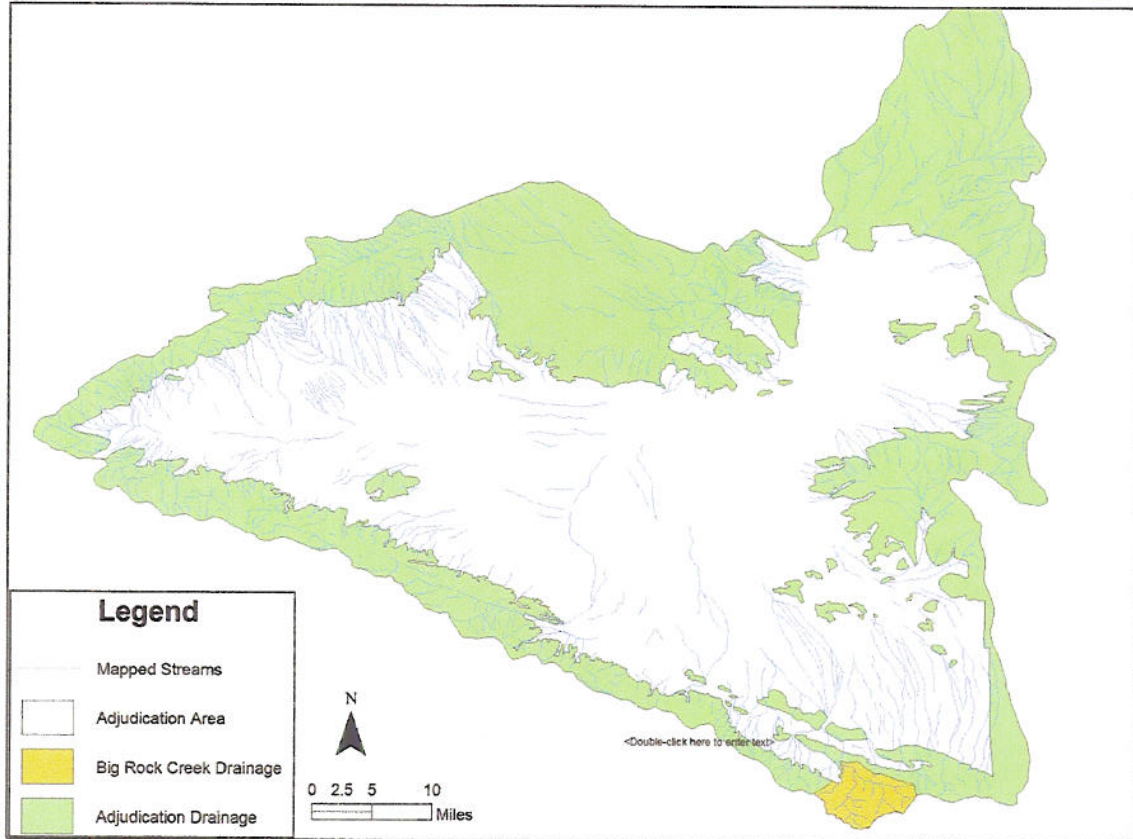 <Double-click here to enter text>
Legend
Mapped Streams
Adjudication Area
Big Rock Creek Drainage
Adjudication Drainage
N
0 2.5 5 10
Miles